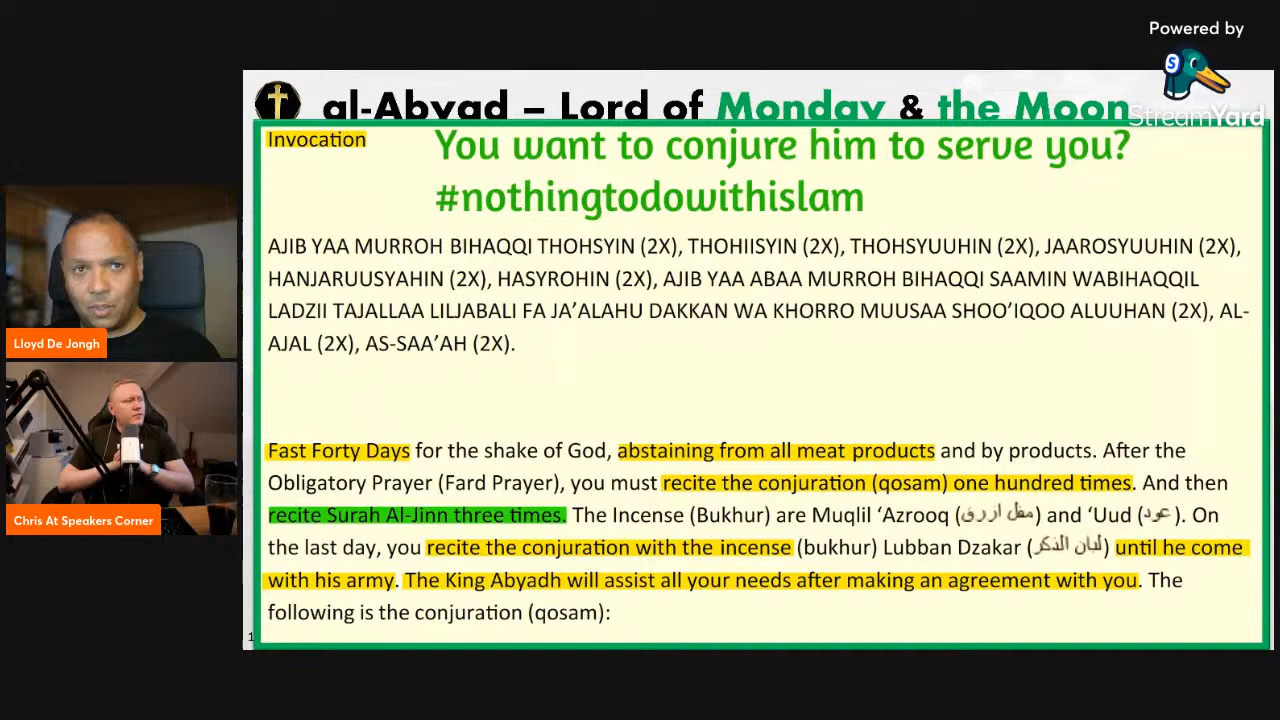 Powered by
StreamYard
al-Abyad – Lord of Monday & the Moon
Invocation
You want to conjure him to serve you?
#nothingtodowithislam
AJIB YAA MURROH BIHAQQI THOHSYIN (2X), THOHIISYIN (2X), THOHSYUUHIN (2X), JAAROSYUUHIN (2X),
HANJARUUSYAHIN (2X), HASYROHIN (2X), AJIB YAA ABAA MURROH BIHAQQI SAAMIN WABIHAQQIL
LADZII TAJALLAA LILJABALI FA JA’ALAHU DAKKAN WA KHORRO MUUSAA SHOO’IQOO ALUUHAN (2X), AL-
AJAL (2X), AS-SAA’AH (2X).
Fast Forty Days for the shake of God, abstaining from all meat products and by products. After the
Obligatory Prayer (Fard Prayer), you must recite the conjuration (qosam) one hundred times. And then
recite Surah Al-Jinn three times. The Incense (Bukhur) are Muqlil ‘Azrooq (مقل ازرق) and ‘Uud (عود). On
the last day, you recite the conjuration with the incense (bukhur) Lubban Dzakar (لبان الذكر) until he come
with his army. The King Abyadh will assist all your needs after making an agreement with you. The
following is the conjuration (qosam):
1
Lloyd De Jongh
Chris At Speakers Corner